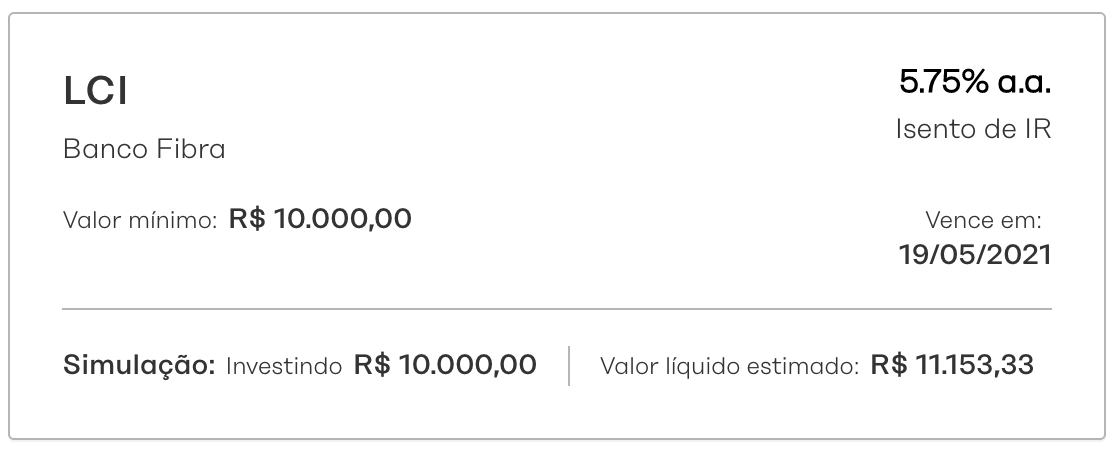 LCI
5.75% a.a.
Banco Fibra
Isento de IR
Valor mínimo: R$ 10.000,00
Vence em:
19/05/2021
Simulação: Investindo R$ 10.000,00
Valor líquido estimado: R$ 11.153,33